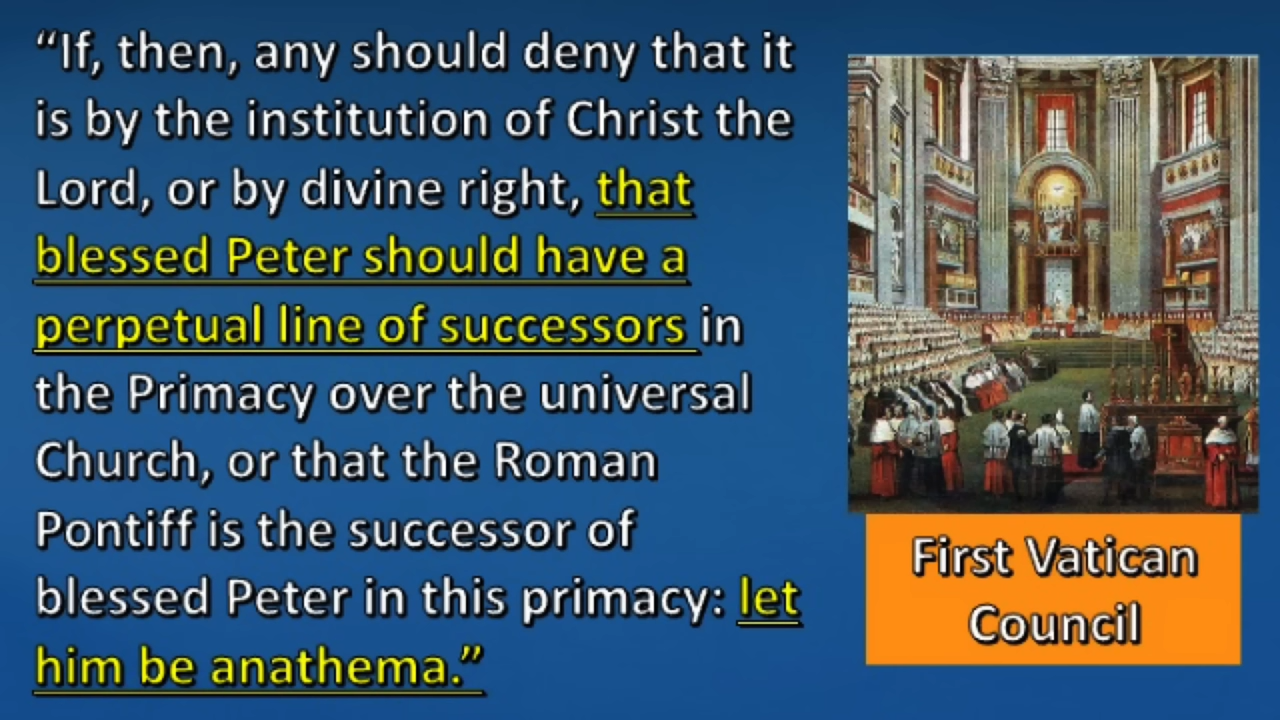 “If, then, any should deny that it
is by the institution of Christ the
Lord, or by divine right, that
blessed Peter should have a
perpetual line of successors in
the Primacy over the universal
Church, or that the Roman
Pontiff is the successor of
blessed Peter in this primacy: let
him be anathema.”
First Vatican
Council